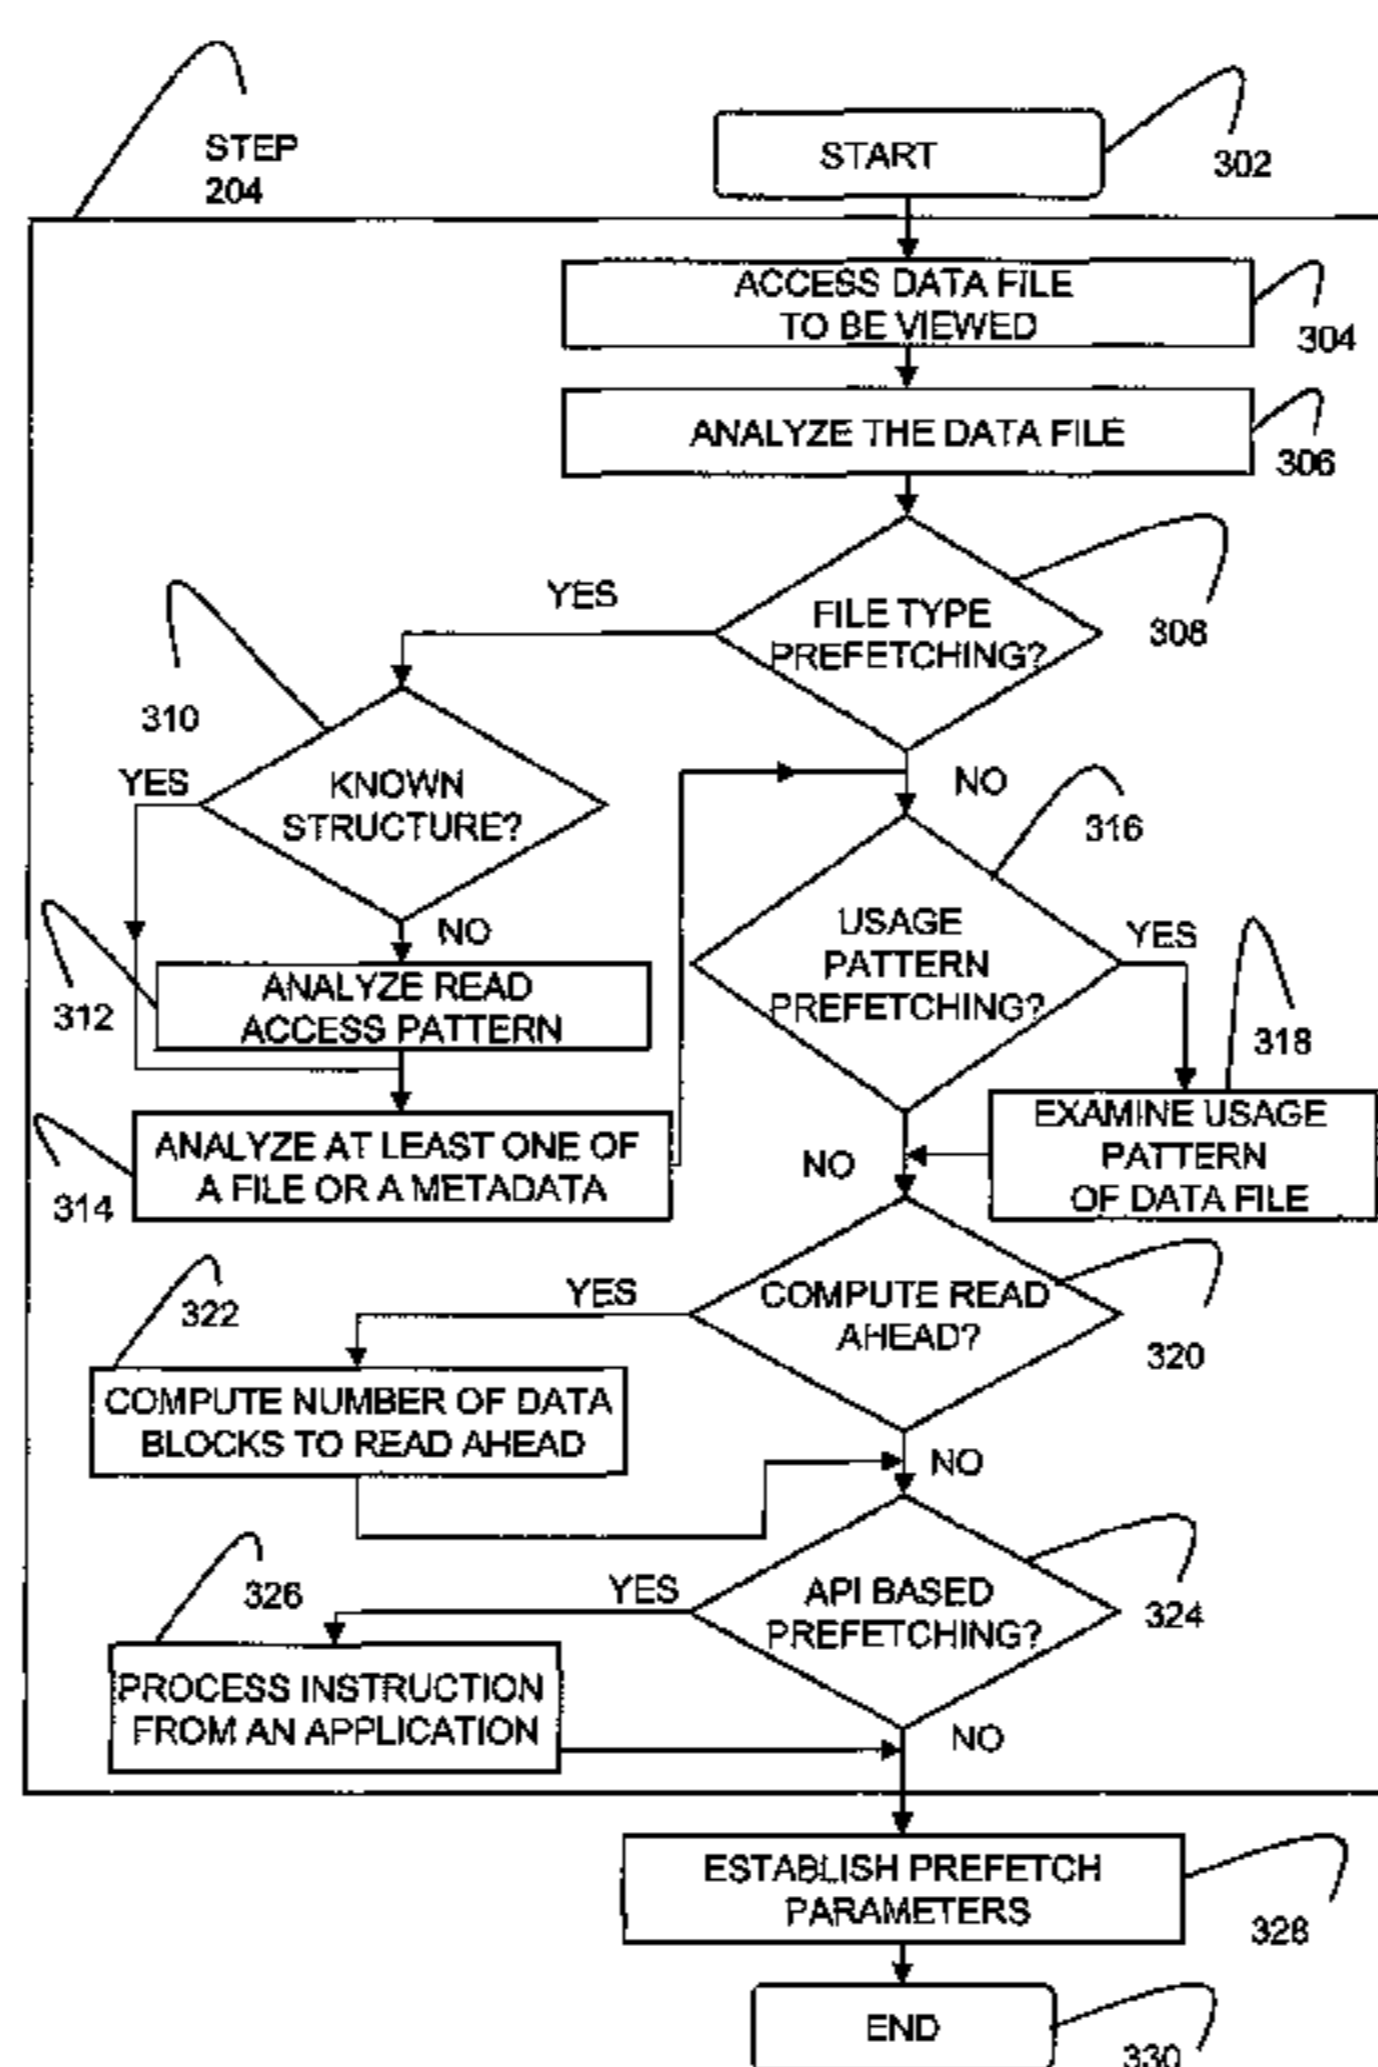 STEP
204
START
302
ACCESS DATA FILE
TO BE VIEWED
304
ANALYZE THE DATA FILE
306
YES
FILE TYPE
PREFETCHING?
308
310
YES
KNOWN
STRUCTURE?
NO
316
NO
312
ANALYZE READ
ACCESS PATTERN
USAGE
PATTERN
PREFETCHING?
YES
318
314
ANALYZE AT LEAST ONE OF
A FILE OR A METADATA
NO
EXAMINE USAGE
PATTERN
OF DATA FILE
322
YES
COMPUTE READ
AHEAD?
320
COMPUTE NUMBER OF DATA
BLOCKS TO READ AHEAD
NO
326
YES
API BASED
PREFETCHING?
324
PROCESS INSTRUCTION
FROM AN APPLICATION
NO
ESTABLISH PREFETCH
PARAMETERS
328
END
330